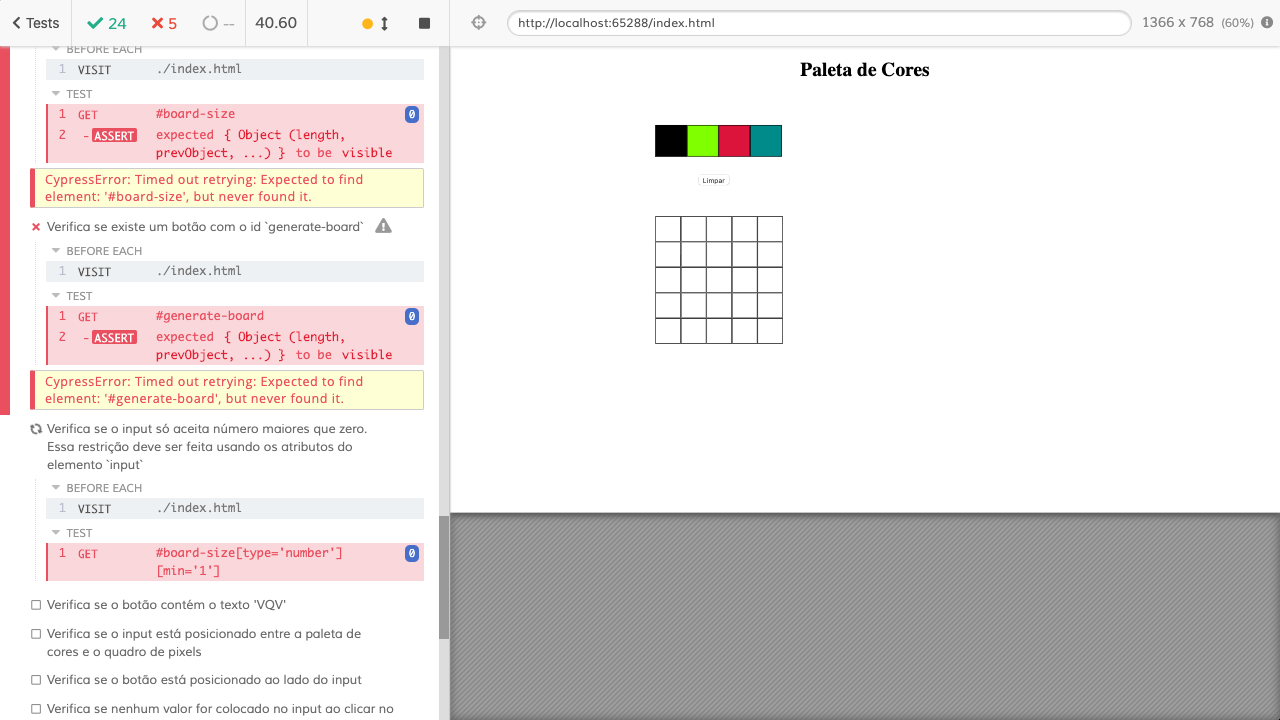 Tests 24 5 -- 40.60 http://localhost:65288/index.html 1366 x 768 (60%)
BEFORE EACH
1 VISIT ./index.html
TEST
1 GET #board-size 0
2 -ASSERT expected { Object (length,
prevObject, ...) } to be visible
CypressError: Timed out retrying: Expected to find
element: '#board-size', but never found it.
Verifica se existe um botão com o id `generate-board`
BEFORE EACH
1 VISIT ./index.html
TEST
1 GET #generate-board 0
2 -ASSERT expected { Object (length,
prevObject, ...) } to be visible
CypressError: Timed out retrying: Expected to find
element: '#generate-board', but never found it.
Verifica se o input só aceita número maiores que zero.
Essa restrição deve ser feita usando os atributos do
elemento `input`
BEFORE EACH
1 VISIT ./index.html
TEST
1 GET #board-size[type='number'] 0
[min='1']
Verifica se o botão contém o texto 'VQV'
Verifica se o input está posicionado entre a paleta de
cores e o quadro de pixels
Verifica se o botão está posicionado ao lado do input
Verifica se nenhum valor for colocado no input ao clicar no
Paleta de Cores
Limpar